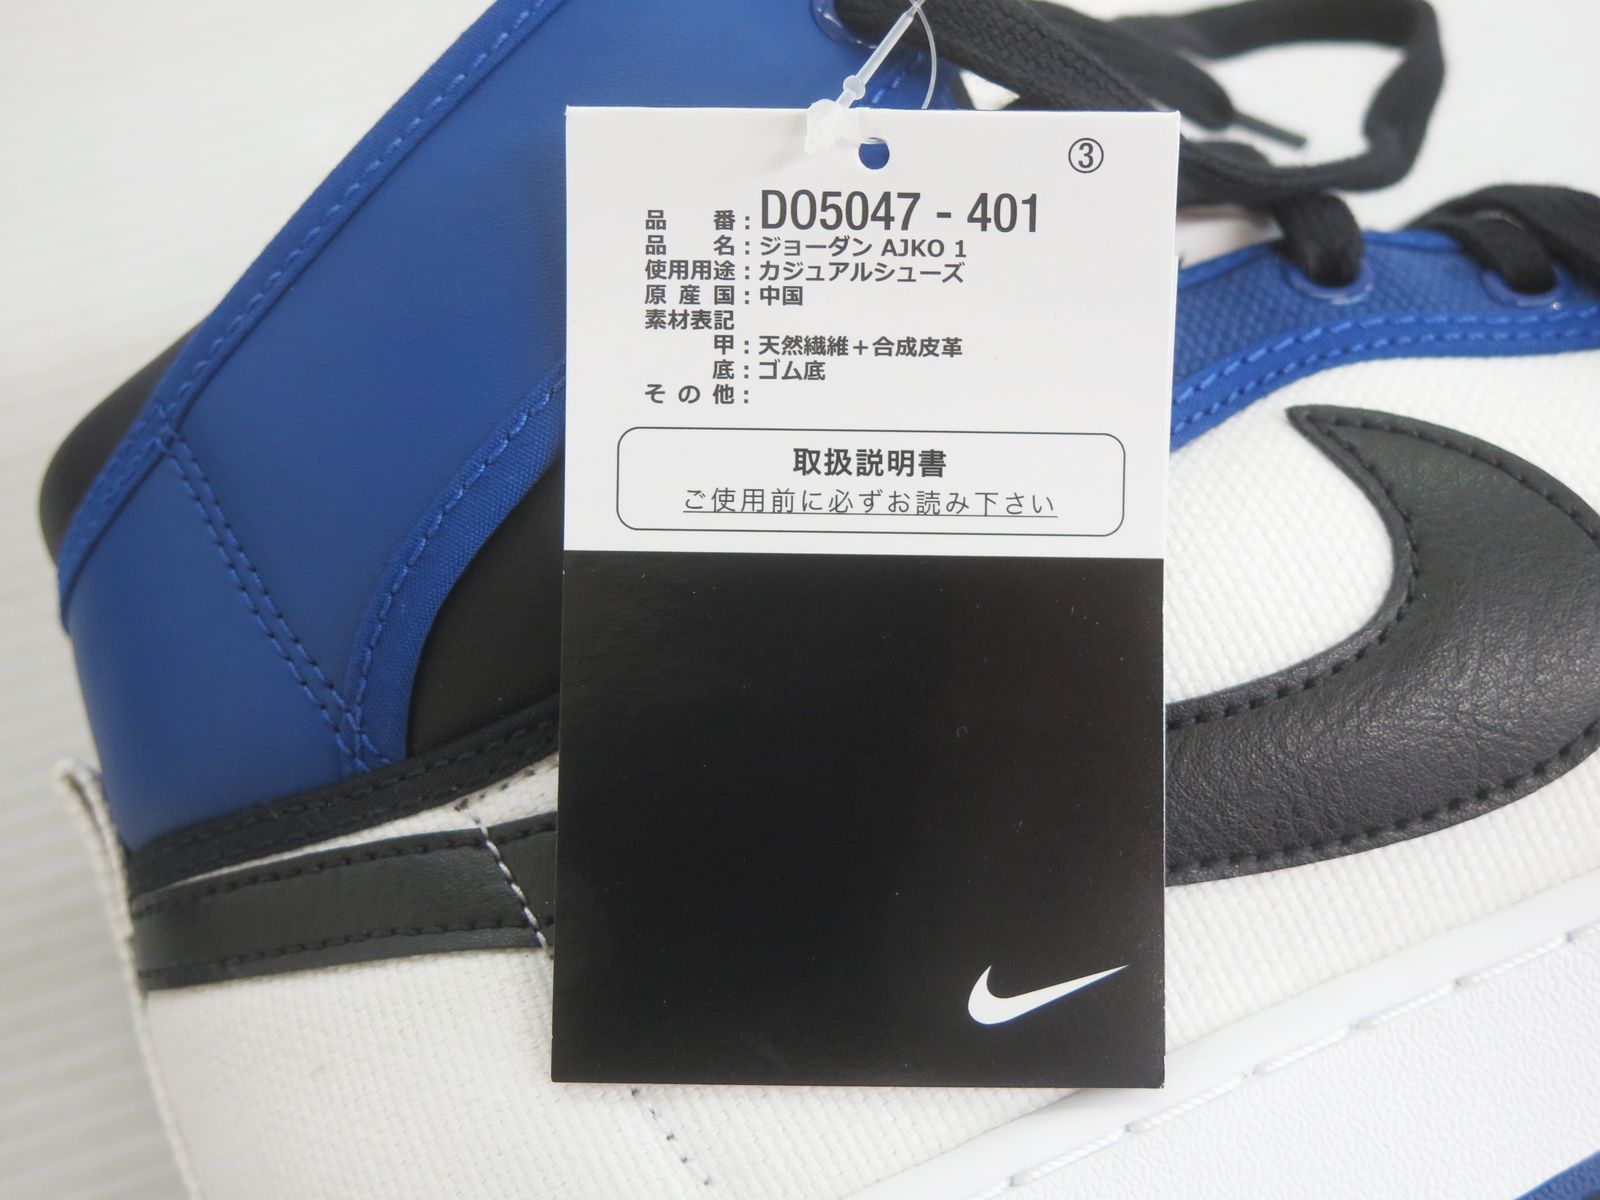 ③
品番：DO5047 - 401
品名：ジョーダン AJKO 1
使用用途：カジュアルシューズ
原産国：中国
素材表記
甲：天然繊維＋合成皮革
底：ゴム底
その他：
取扱説明書
ご使用前に必ずお読み下さい